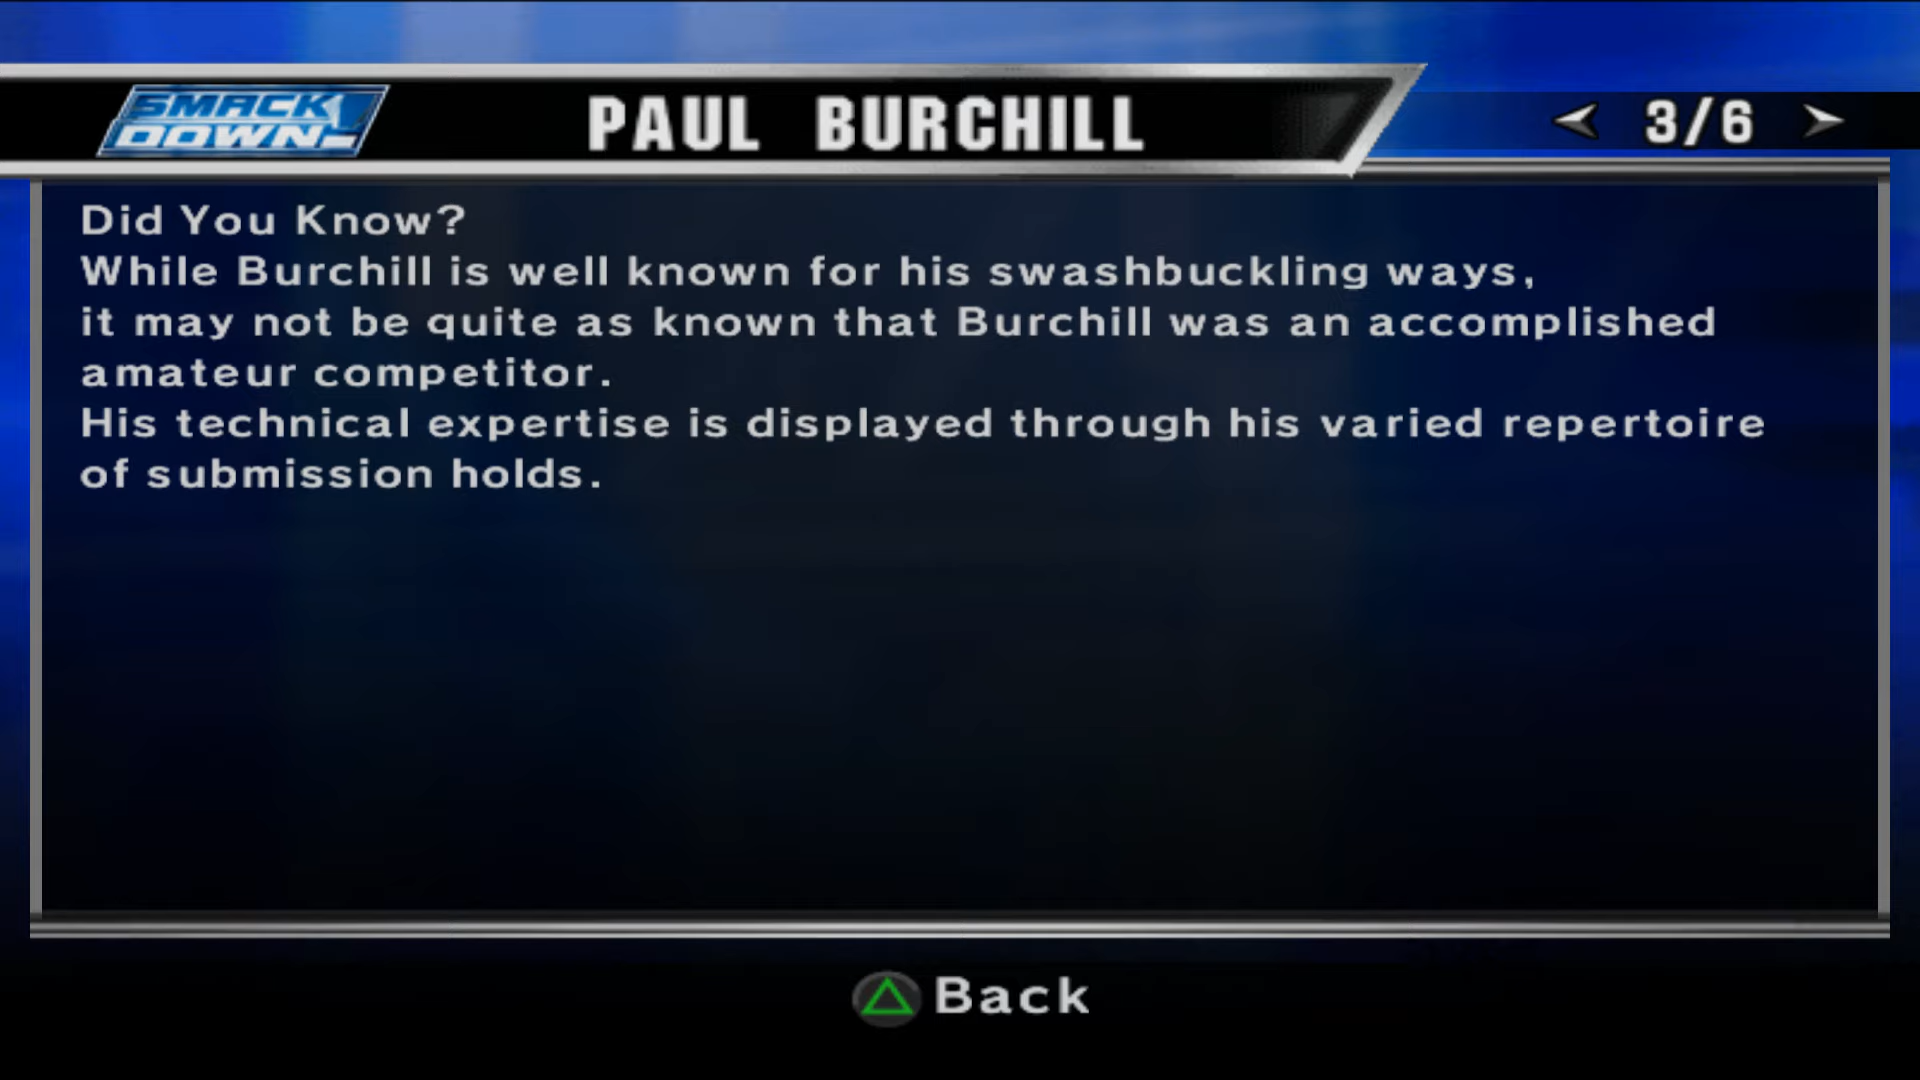 SMACK
DOWN!
PAUL BURCHILL
3/6
Did You Know?
While Burchill is well known for his swashbuckling ways,
it may not be quite as known that Burchill was an accomplished
amateur competitor.
His technical expertise is displayed through his varied repertoire
of submission holds.
Back